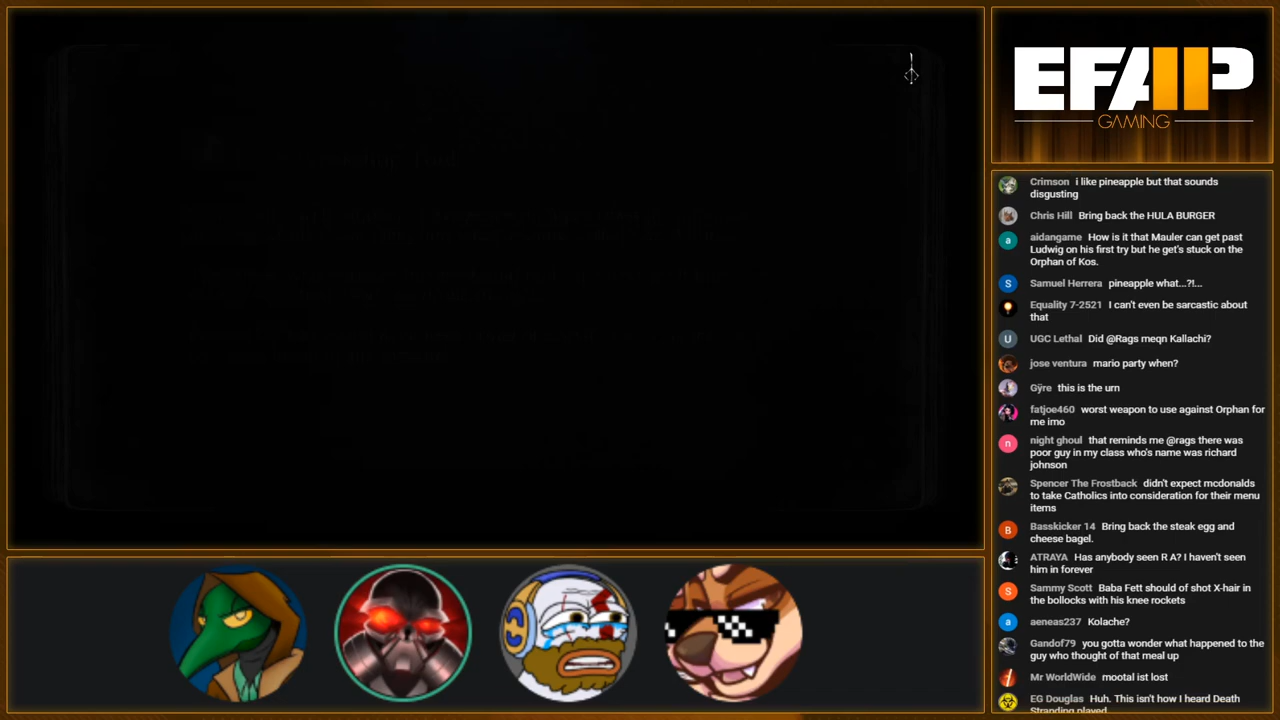 EFAP
GAMING
Crimson i like pineapple but that sounds
disgusting
Chris Hill Bring back the HULA BURGER
a
aidangame How is it that Mauler can get past
Ludwig on his first try but he get's stuck on the
Orphan of Kos.
S
Samuel Herrera pineapple what...?!...
Equality 7-2521 I can't even be sarcastic about
that
U
UGC Lethal Did @Rags meqn Kallachi?
jose ventura mario party when?
Gÿre this is the urn
fatjoe460 worst weapon to use against Orphan for
me imo
n
night ghoul that reminds me @rags there was
poor guy in my class who's name was richard
johnson
Spencer The Frostback didn't expect mcdonalds
to take Catholics into consideration for their menu
items
B
Basskicker 14 Bring back the steak egg and
cheese bagel.
ATRAYA Has anybody seen R A? I haven't seen
him in forever
S
Sammy Scott Baba Fett should of shot X-hair in
the bollocks with his knee rockets
a
aeneas237 Kolache?
Gandof79 you gotta wonder what happened to the
guy who thought of that meal up
Mr WorldWide mootal ist lost
EG Douglas Huh. This isn't how I heard Death
Stranding played